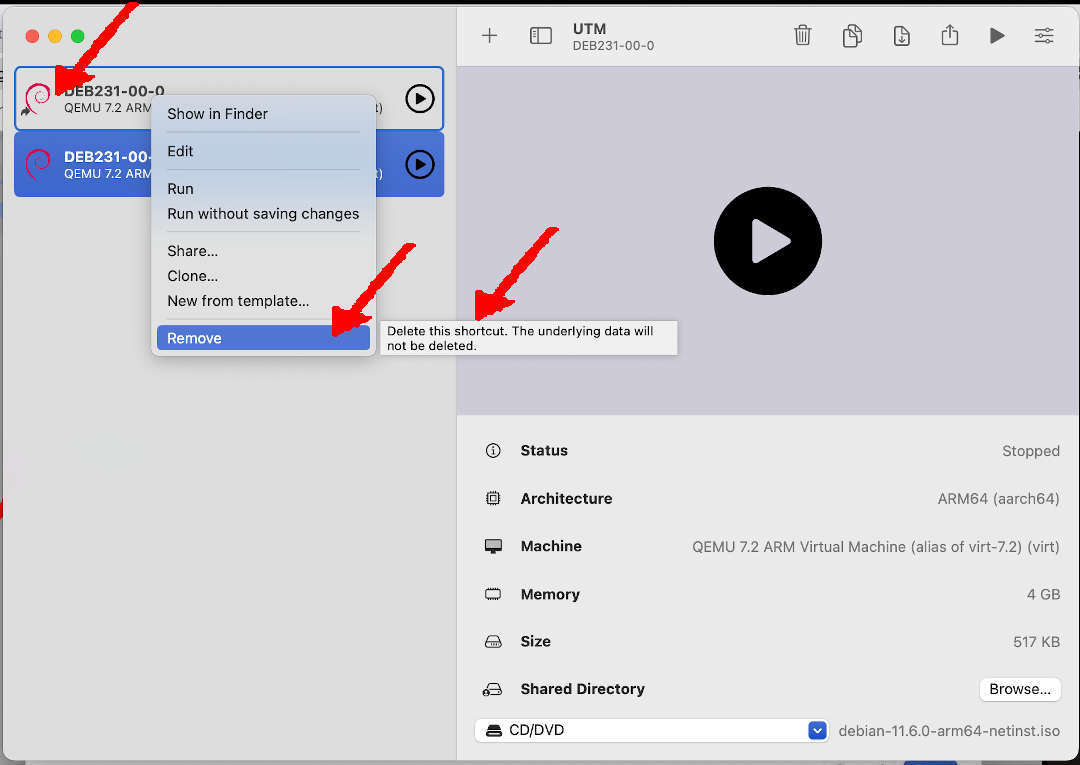 UTM
DEB231-00-0
DEB231-00-0
QEMU 7.2 ARM
DEB231-00-
QEMU 7.2 ARM
Show in Finder
Edit
Run
Run without saving changes
Share...
Clone...
New from template...
Remove
Delete this shortcut. The underlying data will
not be deleted.
Status Stopped
Architecture ARM64 (aarch64)
Machine QEMU 7.2 ARM Virtual Machine (alias of virt-7.2) (virt)
Memory 4 GB
Size 517 KB
Shared Directory Browse...
CD/DVD debian-11.6.0-arm64-netinst.iso